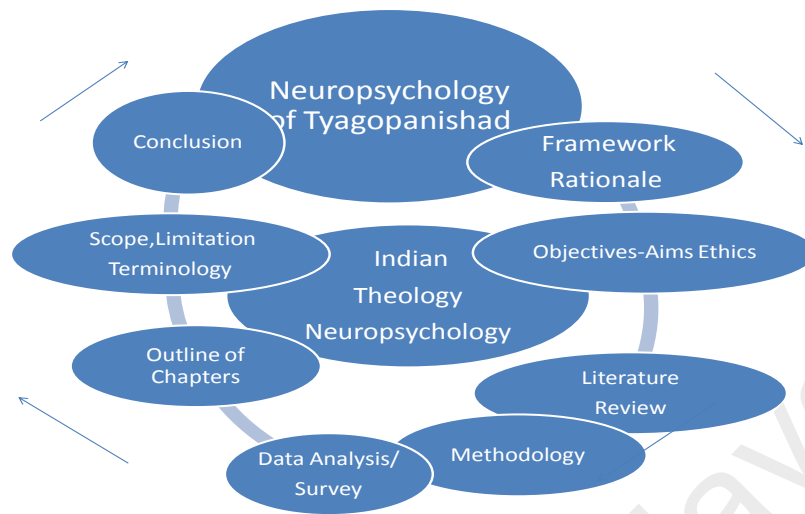 Neuropsychology
of Tyagopanishad
Framework
Rationale
Objectives-Aims Ethics
Literature
Review
Methodology
Data Analysis/
Survey
Outline of
Chapters
Scope,Limitation
Terminology
Conclusion
Indian
Theology
Neuropsychology